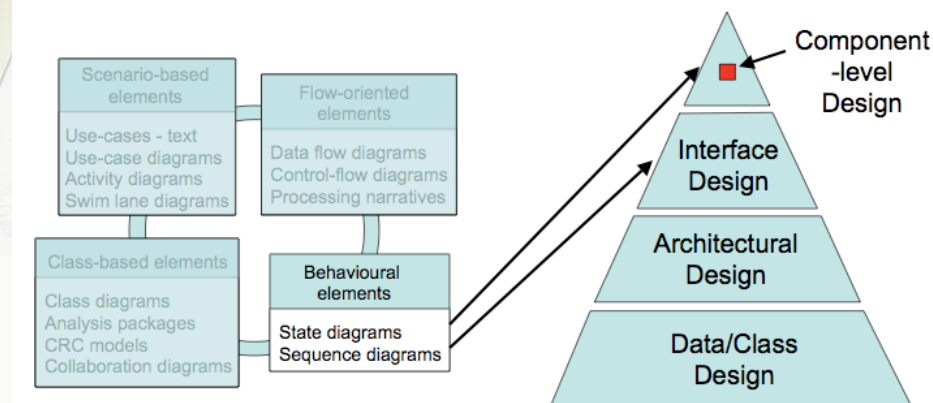 Scenario-based
elements
Use-cases - text
Use-case diagrams
Activity diagrams
Swim lane diagrams
Flow-oriented
elements
Data flow diagrams
Control-flow diagrams
Processing narratives
Class-based elements
Class diagrams
Analysis packages
CRC models
Collaboration diagrams
Behavioural
elements
State diagrams
Sequence diagrams
Component
-level
Design
Interface
Design
Architectural
Design
Data/Class
Design